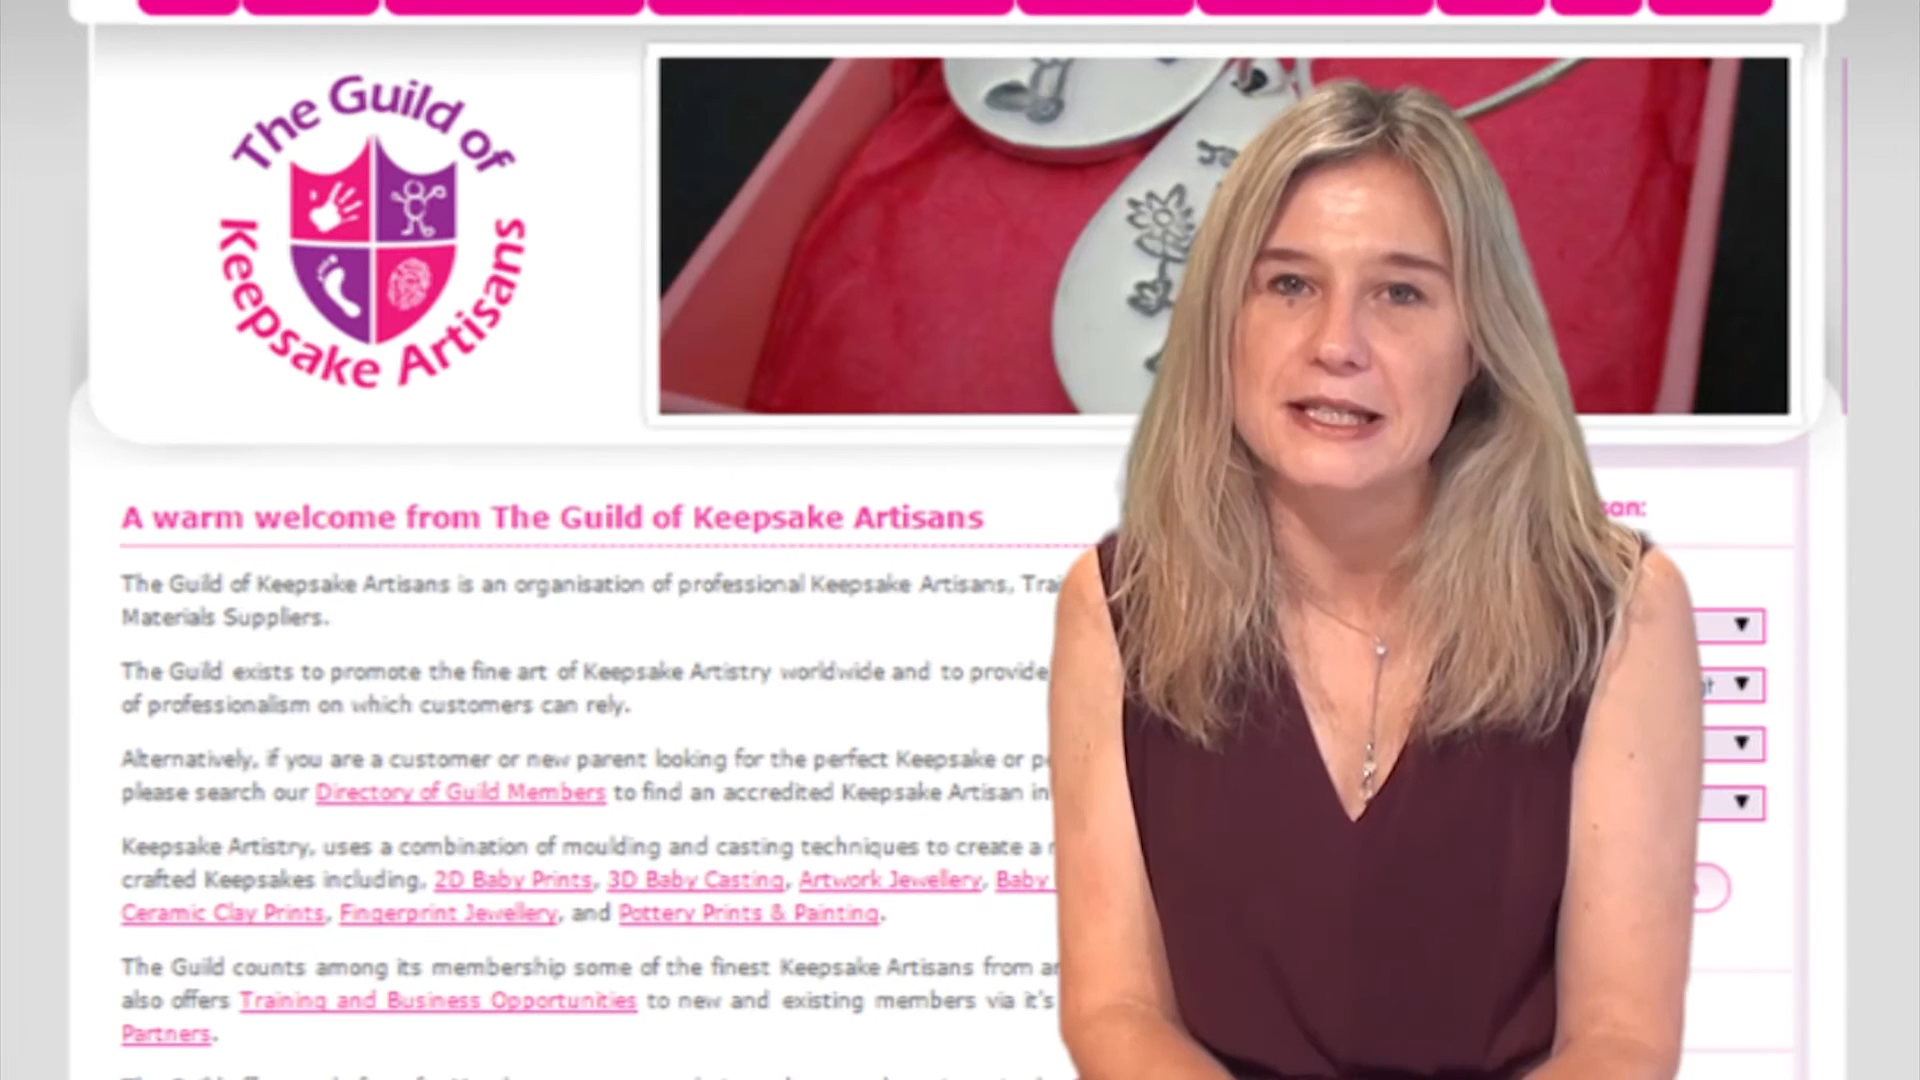 The Guild of
Keepsake Artisans
A warm welcome from The Guild of Keepsake Artisans
The Guild of Keepsake Artisans is an organisation of professional Keepsake Artisans,
Materials Suppliers.
The Guild exists to promote the fine art of Keepsake Artistry worldwide and to provide
of professionalism on which customers can rely.
Alternatively, if you are a customer or new parent looking for the perfect Keepsake or
please search our Directory of Guild Members to find an accredited Keepsake Artisan in
Keepsake Artistry, uses a combination of moulding and casting techniques to create a
crafted Keepsakes including, 2D Baby Prints, 3D Baby Casting, Artwork Jewellery, Baby
Ceramic Clay Prints, Fingerprint Jewellery, and Pottery Prints & Painting.
The Guild counts among its membership some of the finest Keepsake Artisans from
also offers Training and Business Opportunities to new and existing members via it's
Partners.